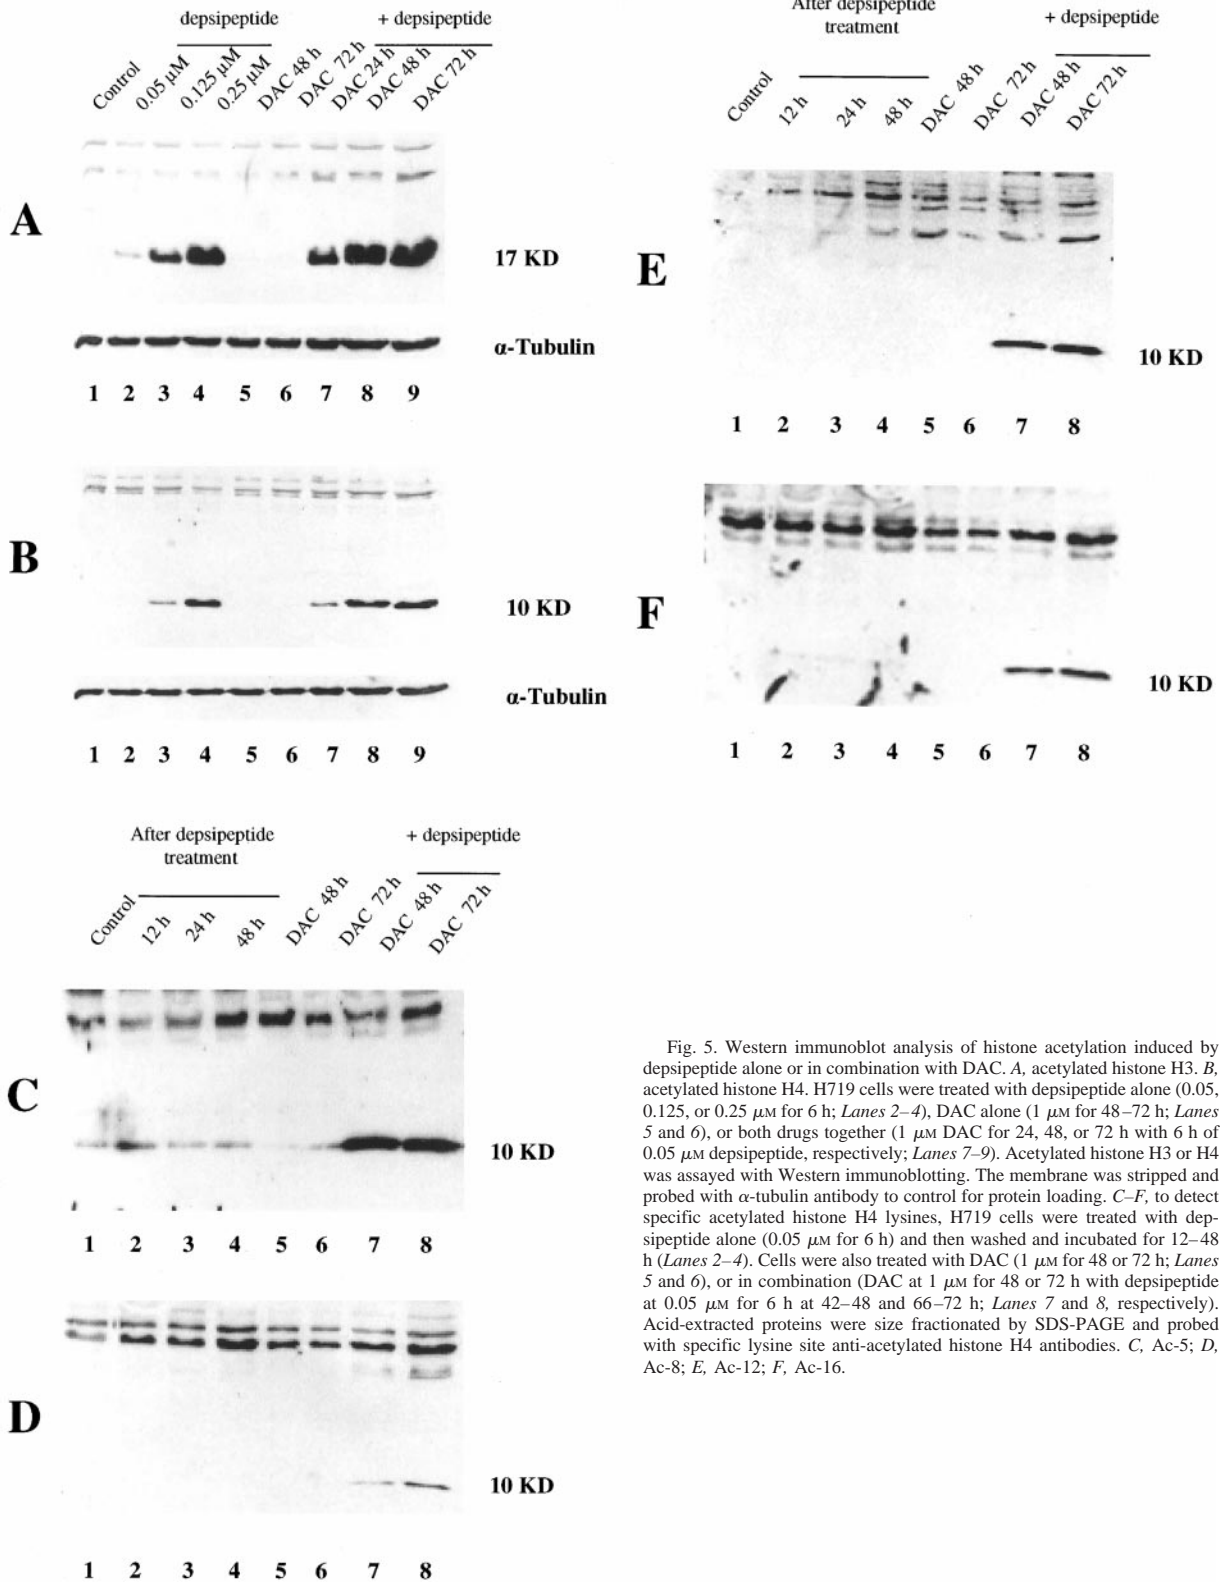 depsipeptide
+ depsipeptide
Control
0.05 μM
0.125 μM
0.25 μM
DAC 48 h
DAC 72 h
DAC 24 h
DAC 48 h
DAC 72 h
A
17 KD
α-Tubulin
1 2 3 4 5 6 7 8 9
B
10 KD
α-Tubulin
1 2 3 4 5 6 7 8 9
After depsipeptide
treatment
+ depsipeptide
Control
12 h
24 h
48 h
DAC 48 h
DAC 72 h
DAC 48 h
DAC 72 h
C
10 KD
1 2 3 4 5 6 7 8
D
10 KD
1 2 3 4 5 6 7 8
After depsipeptide
treatment
+ depsipeptide
Control
12 h
24 h
48 h
DAC 48 h
DAC 72 h
DAC 48 h
DAC 72 h
E
10 KD
1 2 3 4 5 6 7 8
F
10 KD
1 2 3 4 5 6 7 8
Fig. 5. Western immunoblot analysis of histone acetylation induced by
depsipeptide alone or in combination with DAC. A, acetylated histone H3. B,
acetylated histone H4. H719 cells were treated with depsipeptide alone (0.05,
0.125, or 0.25 μM for 6 h; Lanes 2–4), DAC alone (1 μM for 48–72 h; Lanes
5 and 6), or both drugs together (1 μM DAC for 24, 48, or 72 h with 6 h of
0.05 μM depsipeptide, respectively; Lanes 7–9). Acetylated histone H3 or H4
was assayed with Western immunoblotting. The membrane was stripped and
probed with α-tubulin antibody to control for protein loading. C–F, to detect
specific acetylated histone H4 lysines, H719 cells were treated with dep-
sipeptide alone (0.05 μM for 6 h) and then washed and incubated for 12–48
h (Lanes 2–4). Cells were also treated with DAC (1 μM for 48 or 72 h; Lanes
5 and 6), or in combination (DAC at 1 μM for 48 or 72 h with depsipeptide
at 0.05 μM for 6 h at 42–48 and 66–72 h; Lanes 7 and 8, respectively).
Acid-extracted proteins were size fractionated by SDS-PAGE and probed
with specific lysine site anti-acetylated histone H4 antibodies. C, Ac-5; D,
Ac-8; E, Ac-12; F, Ac-16.